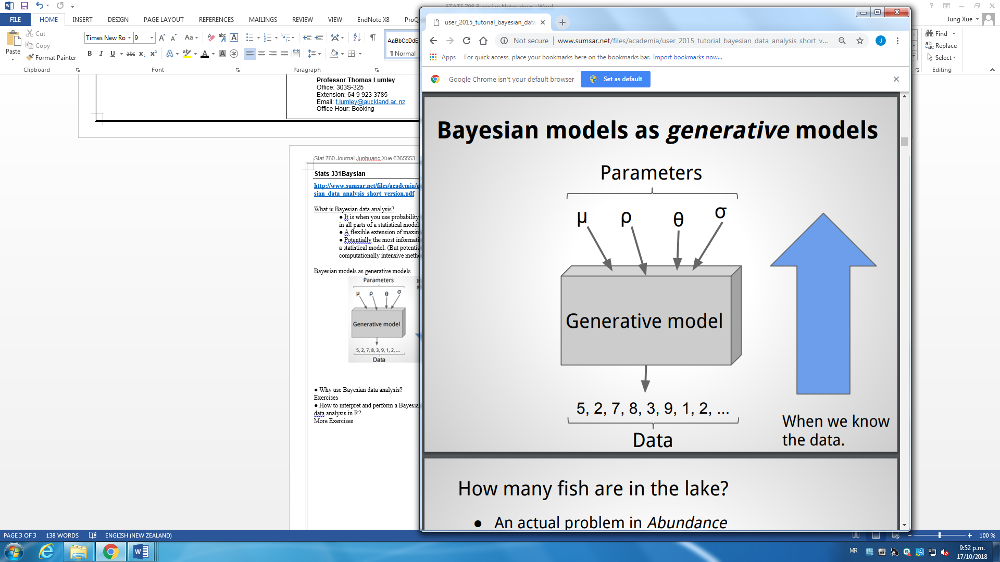 STATS 798 Bayesian Notes.docx - Word
FILE
HOME
INSERT
DESIGN
PAGE LAYOUT
REFERENCES
MAILINGS
REVIEW
VIEW
EndNote X8
ProQ
Jung Xue
Paste
Cut
Copy
Format Painter
Clipboard
Times New Ro
9
Font
Paragraph
AaBbCcDdE
¶ Normal
Find
Replace
Select
Editing
Professor Thomas Lumley
Office: 303S-325
Extension: 64 9 923 3785
Email: t.lumley@auckland.ac.nz
Office Hour: Booking
Stat 760 Journal Junhuang Xue 6365553
Stats 331Baysian
http://www.sumsar.net/files/academia/u
sian_data_analysis_short_version.pdf
What is Bayesian data analysis?
● It is when you use probability
in all parts of a statistical model
● A flexible extension of maxim
● Potentially the most informati
a statistical model. (But potentia
computationally intensive metho
Bayesian models as generative models
Parameters
μ ρ θ σ
Generative model
5, 2, 7, 8, 3, 9, 1, 2, ...
Data
● Why use Bayesian data analysis?
Exercises
● How to interpret and perform a Bayesian
data analysis in R?
More Exercises
user_2015_tutorial_bayesian_data
Not secure | www.sumsar.net/files/academia/user_2015_tutorial_bayesian_data_analysis_short_v...
J
Apps
For quick access, place your bookmarks here on the bookmarks bar. Import bookmarks now...
Google Chrome isn't your default browser
Set as default
Bayesian models as generative models
Parameters
μ ρ θ σ
Generative model
5, 2, 7, 8, 3, 9, 1, 2, ...
Data
When we know
the data.
How many fish are in the lake?
● An actual problem in Abundance
PAGE 3 OF 3
138 WORDS
ENGLISH (NEW ZEALAND)
100 %
MR
9:52 p.m.
17/10/2018